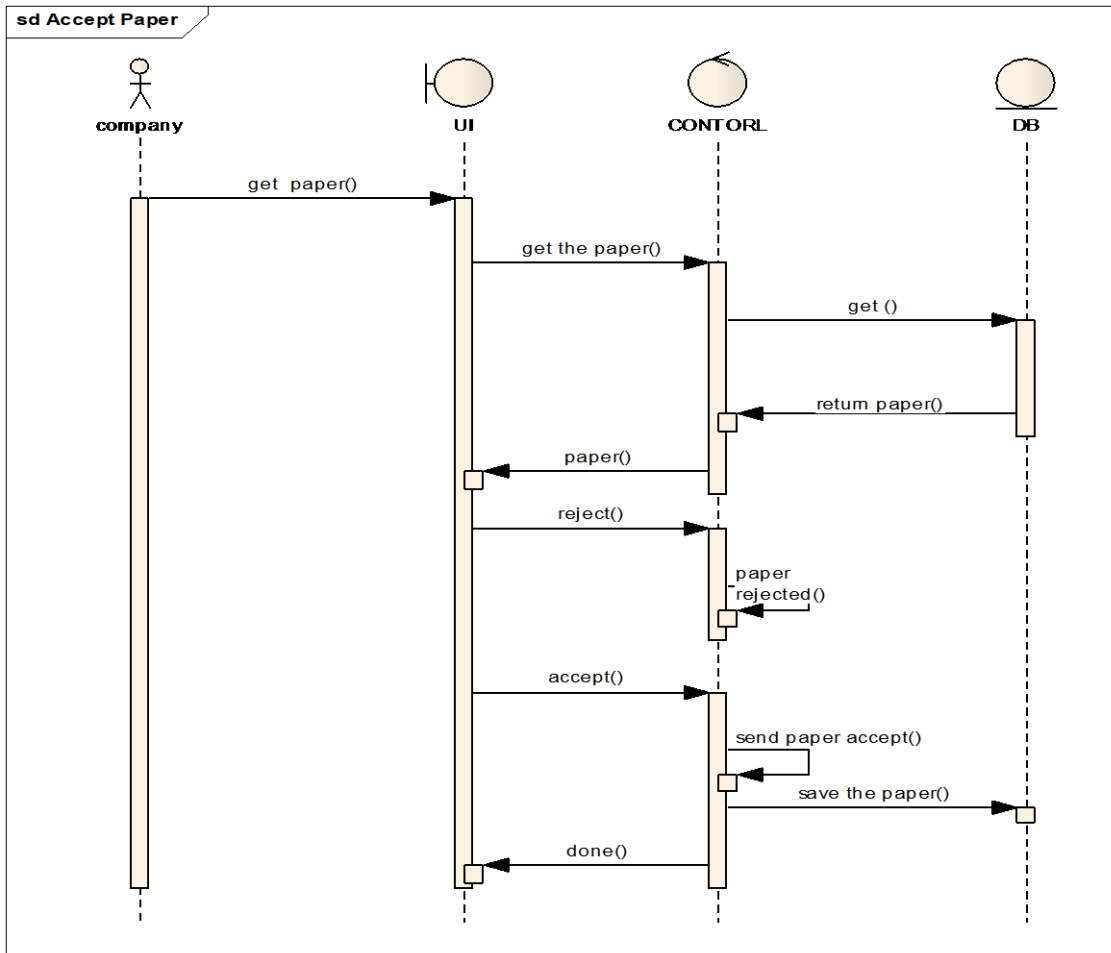 sd Accept Paper
company
UI
CONTORL
DB
get  paper()
get the paper()
get ()
return paper()
paper()
reject()
paper
rejected()
accept()
send paper accept()
save the paper()
done()